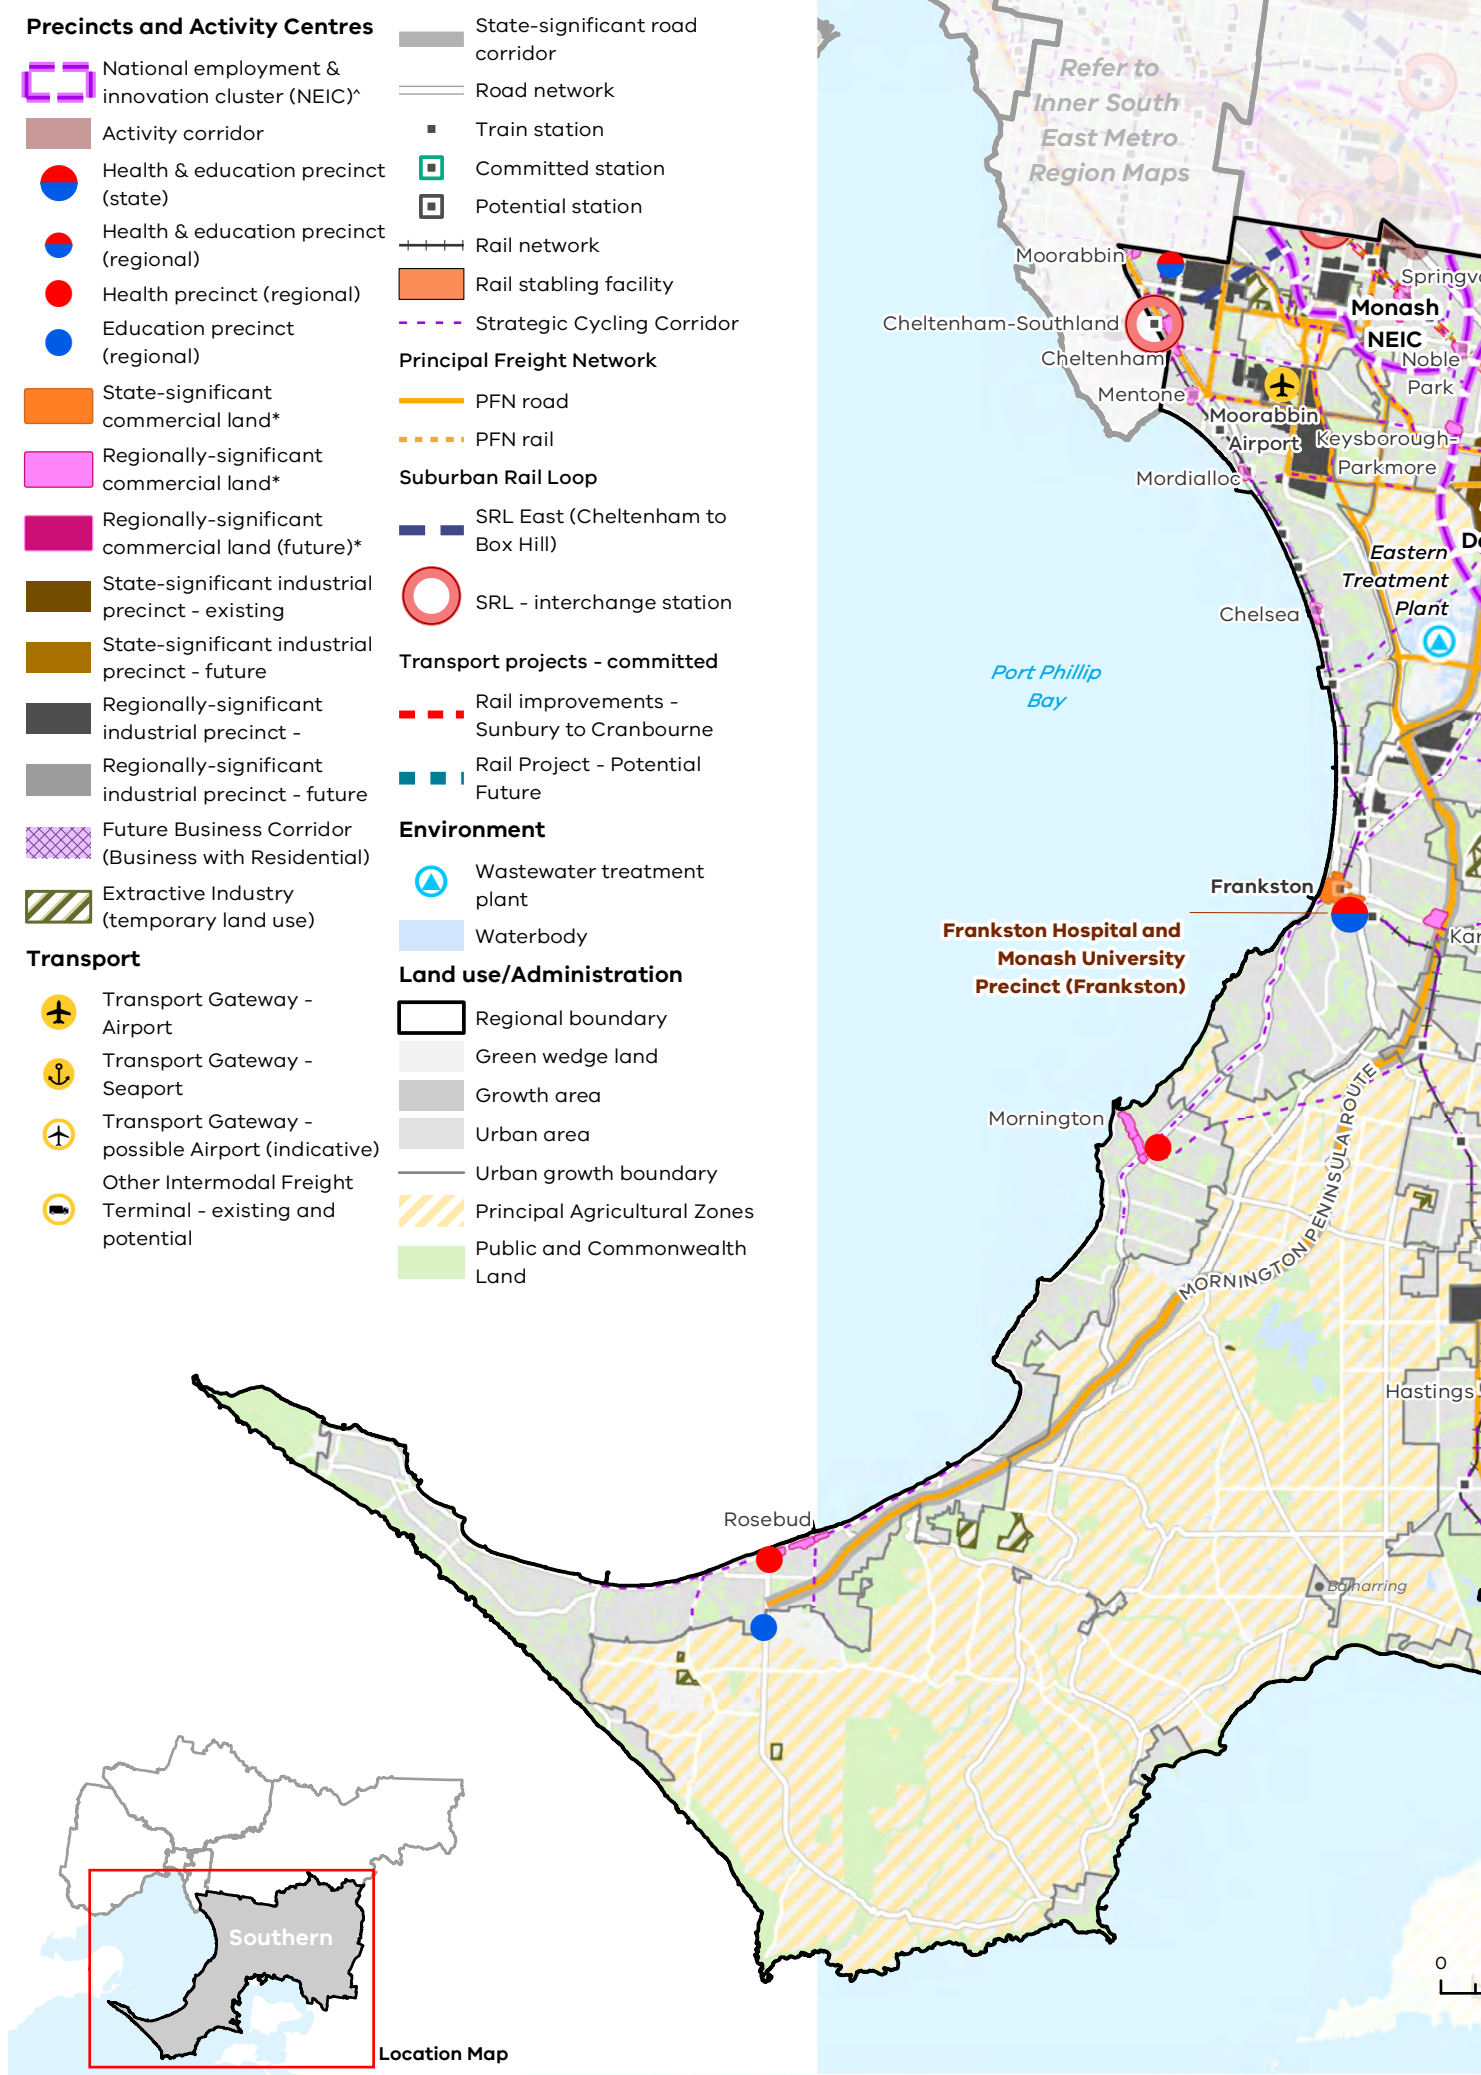 Precincts and Activity Centres
National employment &
innovation cluster (NEIC)^
Activity corridor
Health & education precinct
(state)
Health & education precinct
(regional)
Health precinct (regional)
Education precinct
(regional)
State-significant
commercial land*
Regionally-significant
commercial land*
Regionally-significant
commercial land (future)*
State-significant industrial
precinct - existing
State-significant industrial
precinct - future
Regionally-significant
industrial precinct -
Regionally-significant
industrial precinct - future
Future Business Corridor
(Business with Residential)
Extractive Industry
(temporary land use)
Transport
Transport Gateway -
Airport
Transport Gateway -
Seaport
Transport Gateway -
possible Airport (indicative)
Other Intermodal Freight
Terminal - existing and
potential
State-significant road
corridor
Road network
Train station
Committed station
Potential station
Rail network
Rail stabling facility
Strategic Cycling Corridor
Principal Freight Network
PFN road
PFN rail
Suburban Rail Loop
SRL East (Cheltenham to
Box Hill)
SRL - interchange station
Transport projects - committed
Rail improvements -
Sunbury to Cranbourne
Rail Project - Potential
Future
Environment
Wastewater treatment
plant
Waterbody
Land use/Administration
Regional boundary
Green wedge land
Growth area
Urban area
Urban growth boundary
Principal Agricultural Zones
Public and Commonwealth
Land
Refer to
Inner South
East Metro
Region Maps
Moorabbin
Springv
Monash
NEIC
Cheltenham-Southland
Cheltenham
Noble
Park
Mentone
Moorabbin
Airport
Keysborough-
Parkmore
Mordialloc
De
Eastern
Treatment
Plant
Chelsea
Port Phillip
Bay
Frankston
Frankston Hospital and
Monash University
Precinct (Frankston)
Kar
Mornington
MORNINGTON PENINSULA ROUTE
Hastings
Rosebud
Balnarring
Southern
Location Map
0